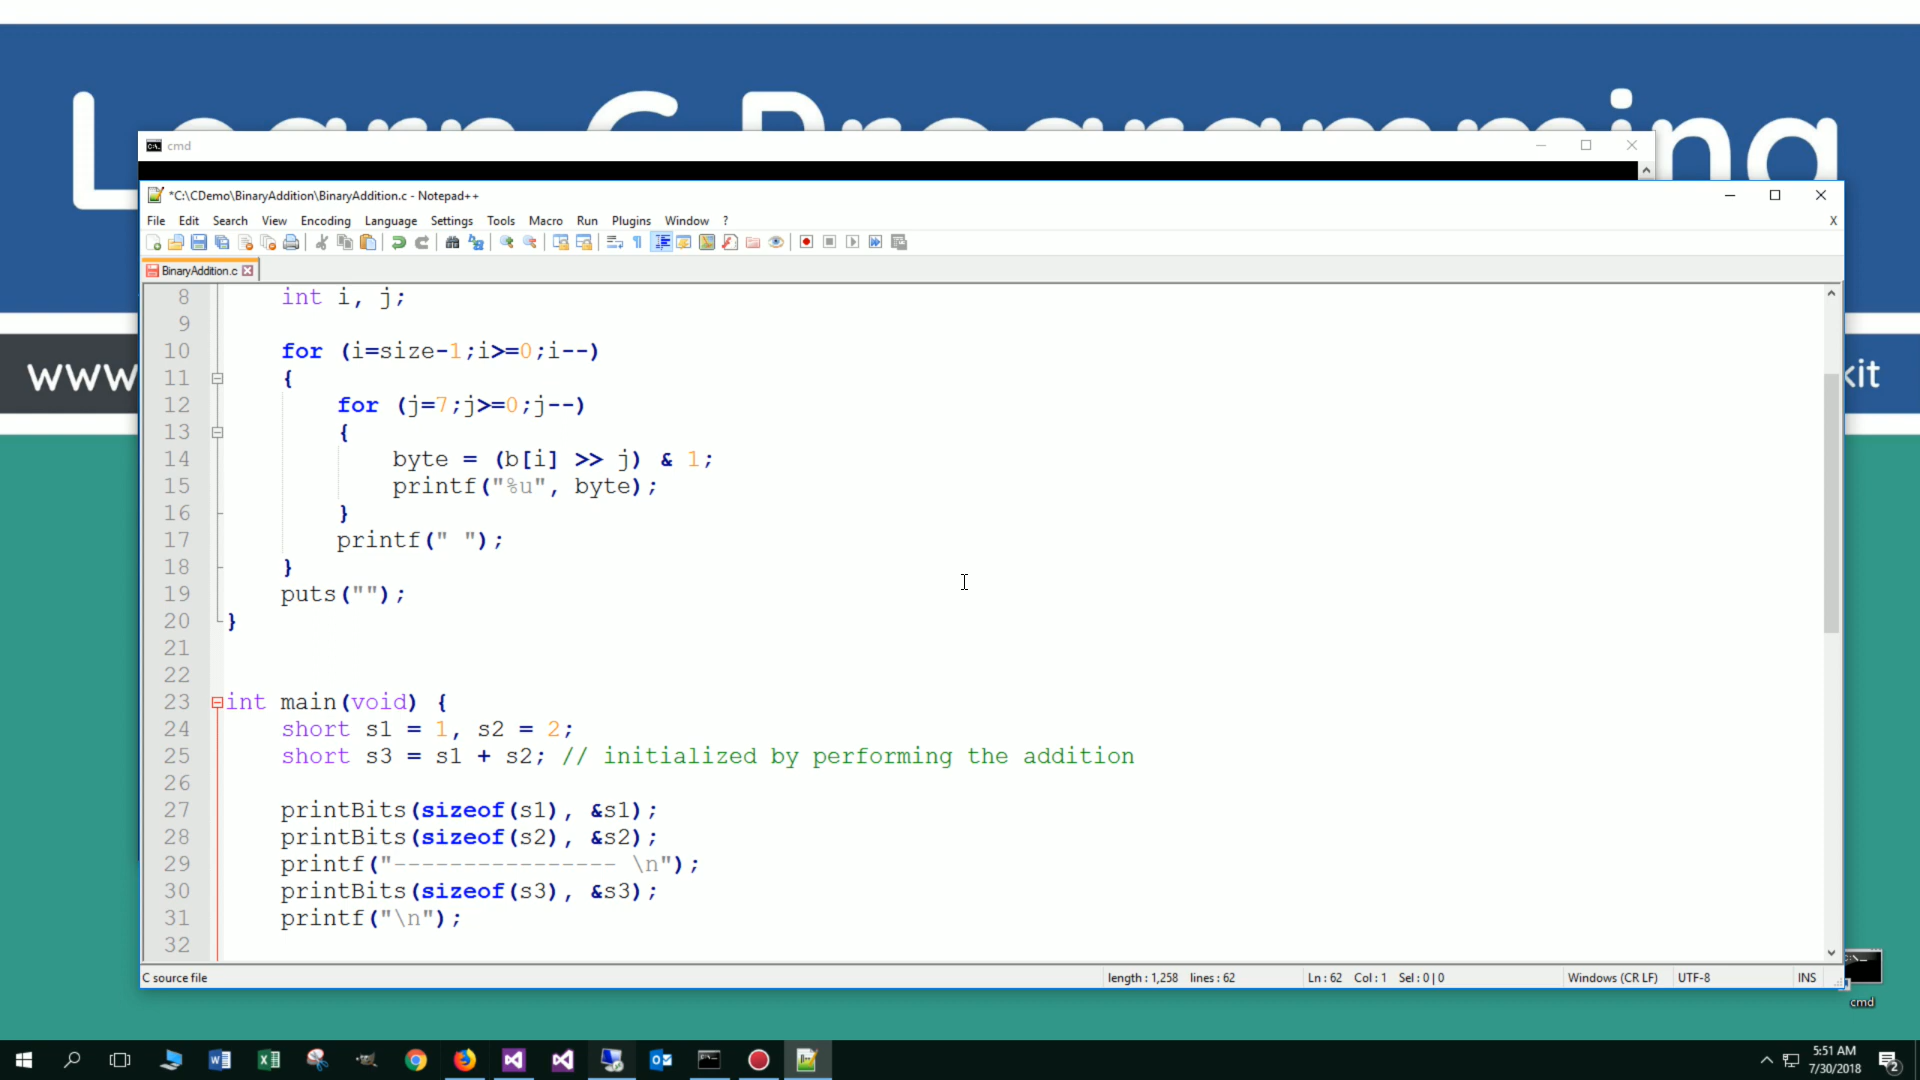 Learn C Programming
www
kit
cmd
*C:\CDemo\BinaryAddition\BinaryAddition.c - Notepad++
File Edit Search View Encoding Language Settings Tools Macro Run Plugins Window ? X
BinaryAddition.c
8 int i, j;
9
10 for (i=size-1;i>=0;i--)
11 {
12 for (j=7;j>=0;j--)
13 {
14 byte = (b[i] >> j) & 1;
15 printf("%u", byte);
16 }
17 printf(" ");
18 }
19 puts("");
20 }
21
22
23 int main(void) {
24 short s1 = 1, s2 = 2;
25 short s3 = s1 + s2; // initialized by performing the addition
26
27 printBits(sizeof(s1), &s1);
28 printBits(sizeof(s2), &s2);
29 printf("---------------- \n");
30 printBits(sizeof(s3), &s3);
31 printf("\n");
32
C source file length : 1,258 lines : 62 Ln : 62 Col : 1 Sel : 0 | 0 Windows (CR LF) UTF-8 INS
cmd
5:51 AM
7/30/2018
2